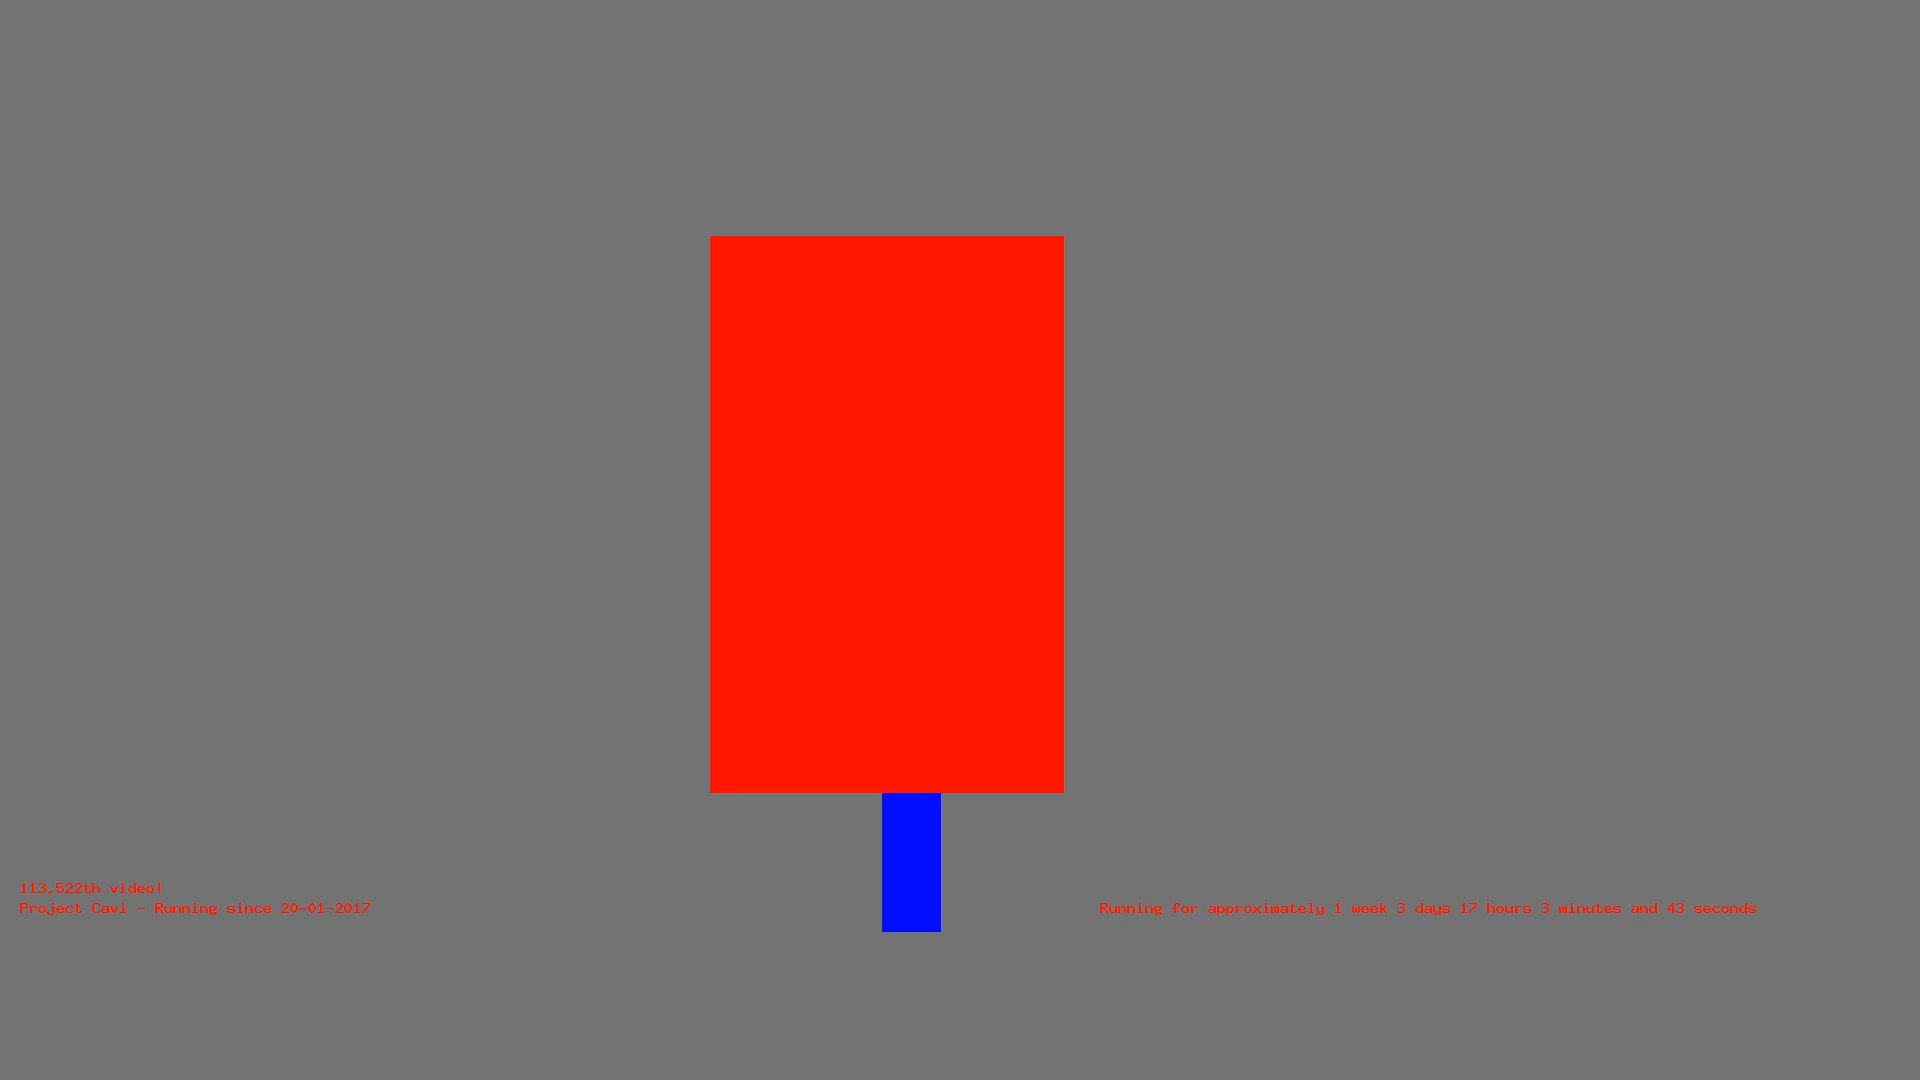 113,522th video!
Project Cavi - Running since 20-01-2017
Running for approximately 1 week 3 days 17 hours 3 minutes and 43 seconds